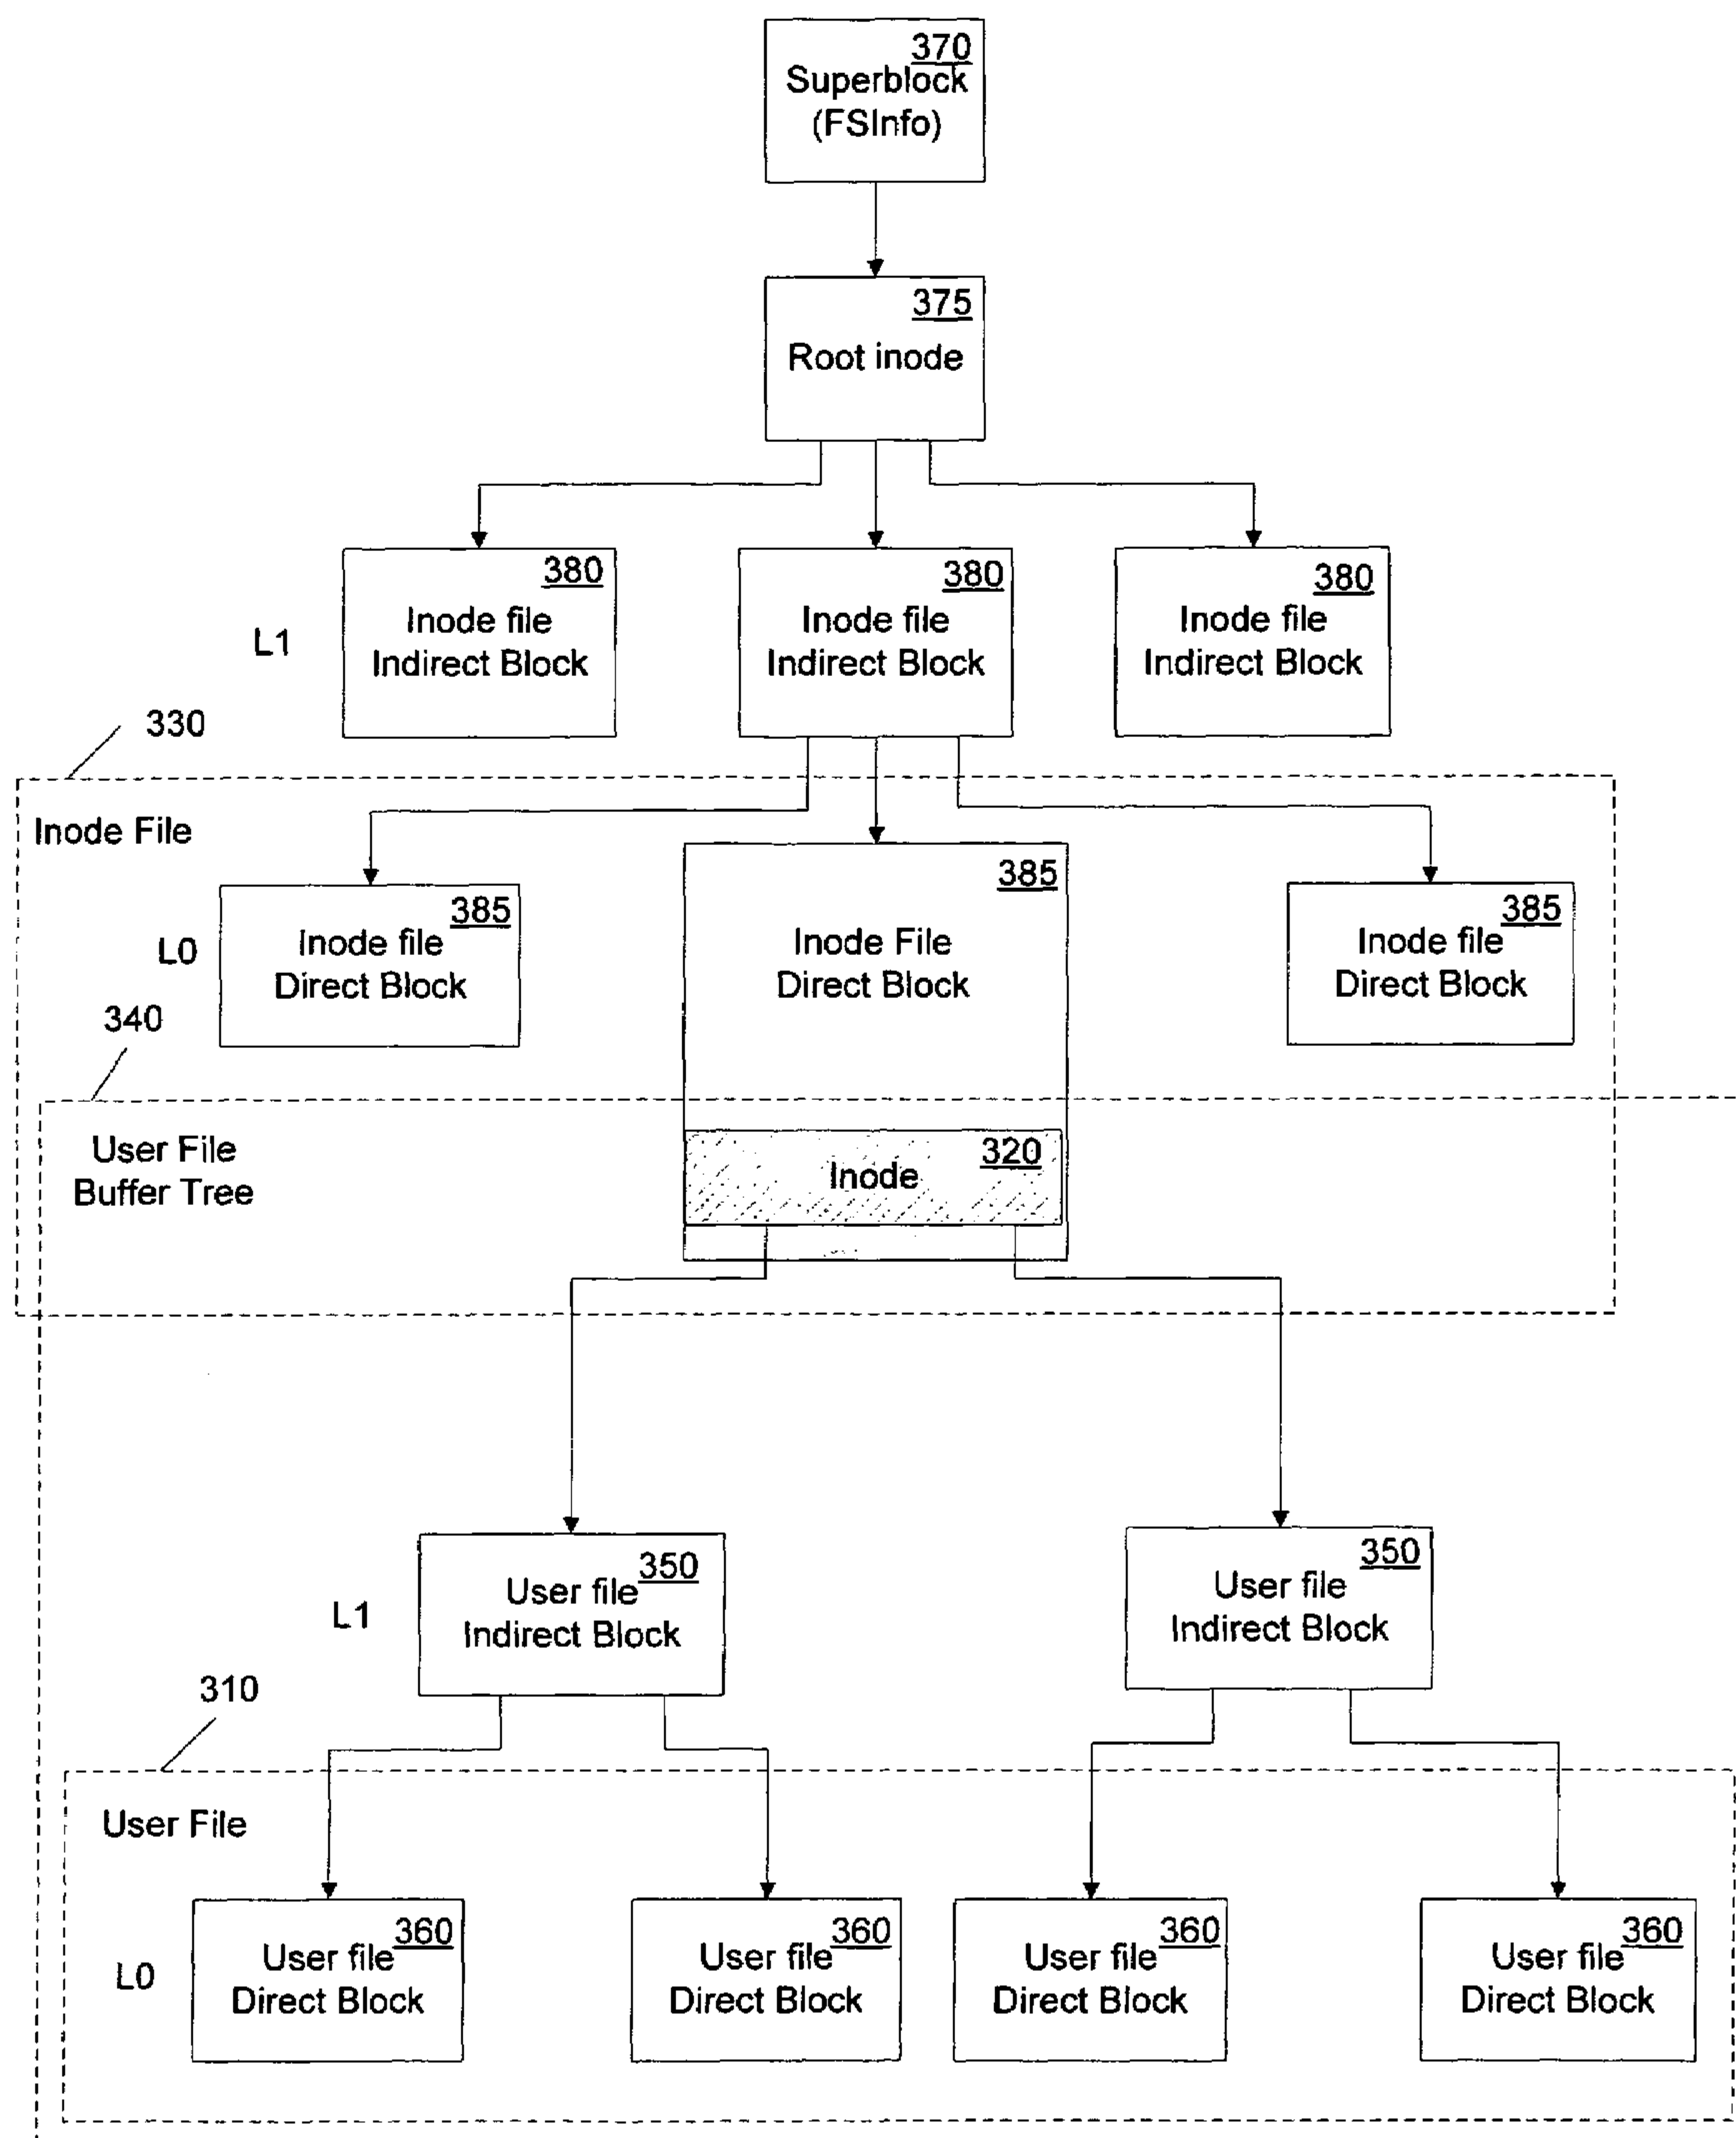 370
Superblock
(FSInfo)
375
Root inode
380
Inode file
Indirect Block
380
Inode file
Indirect Block
380
Inode file
Indirect Block
L1
330
Inode File
385
Inode file
Direct Block
385
Inode File
Direct Block
385
Inode file
Direct Block
L0
340
User File
Buffer Tree
320
Inode
350
User file
Indirect Block
350
User file
Indirect Block
L1
310
User File
360
User file
Direct Block
360
User file
Direct Block
360
User file
Direct Block
360
User file
Direct Block
L0